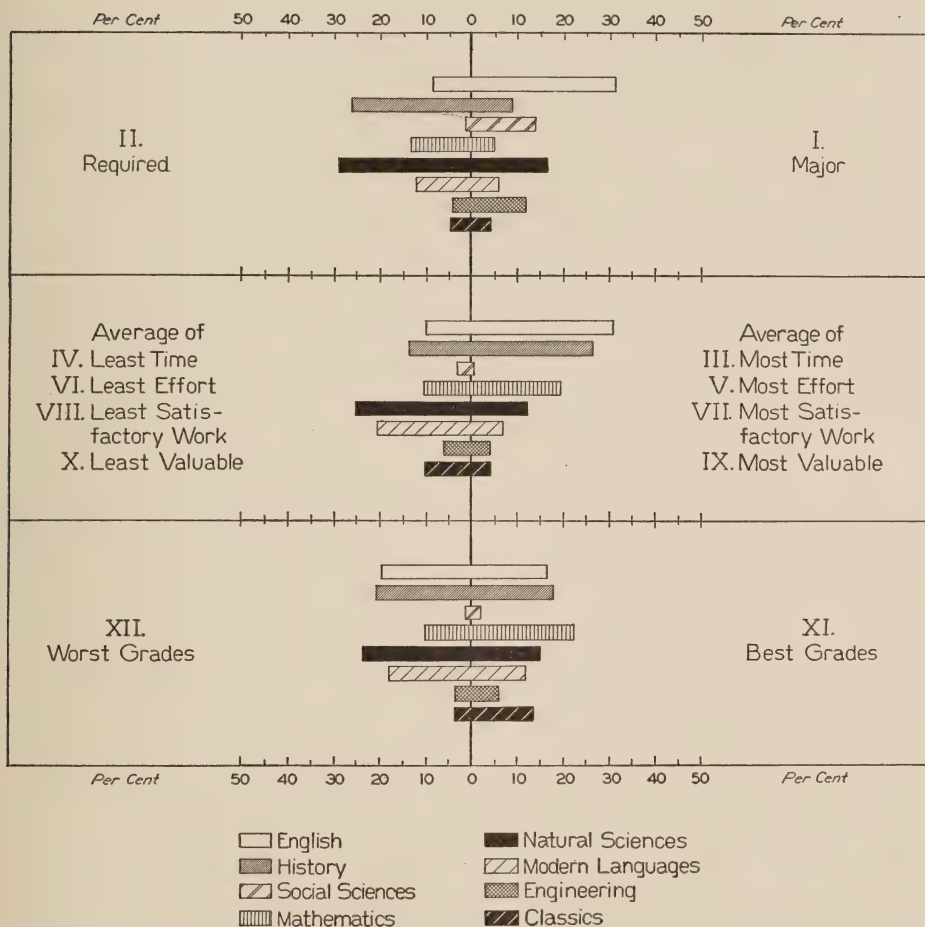 Per Cent 50 40 30 20 10 0 10 20 30 40 50 Per Cent
II.
Required
I.
Major
Average of
IV. Least Time
VI. Least Effort
VIII. Least Satis-
factory Work
X. Least Valuable
Average of
III. Most Time
V. Most Effort
VII. Most Satis-
factory Work
IX. Most Valuable
XII.
Worst Grades
XI.
Best Grades
Per Cent 50 40 30 20 10 0 10 20 30 40 50 Per Cent
English
History
Social Sciences
Mathematics
Natural Sciences
Modern Languages
Engineering
Classics